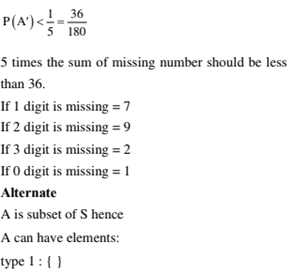 P(A′) < 1/5 = 36/180
5 times the sum of missing number should be less
than 36.
If 1 digit is missing = 7
If 2 digit is missing = 9
If 3 digit is missing = 2
If 0 digit is missing = 1
Alternate
A is subset of S hence
A can have elements:
type 1 : { }